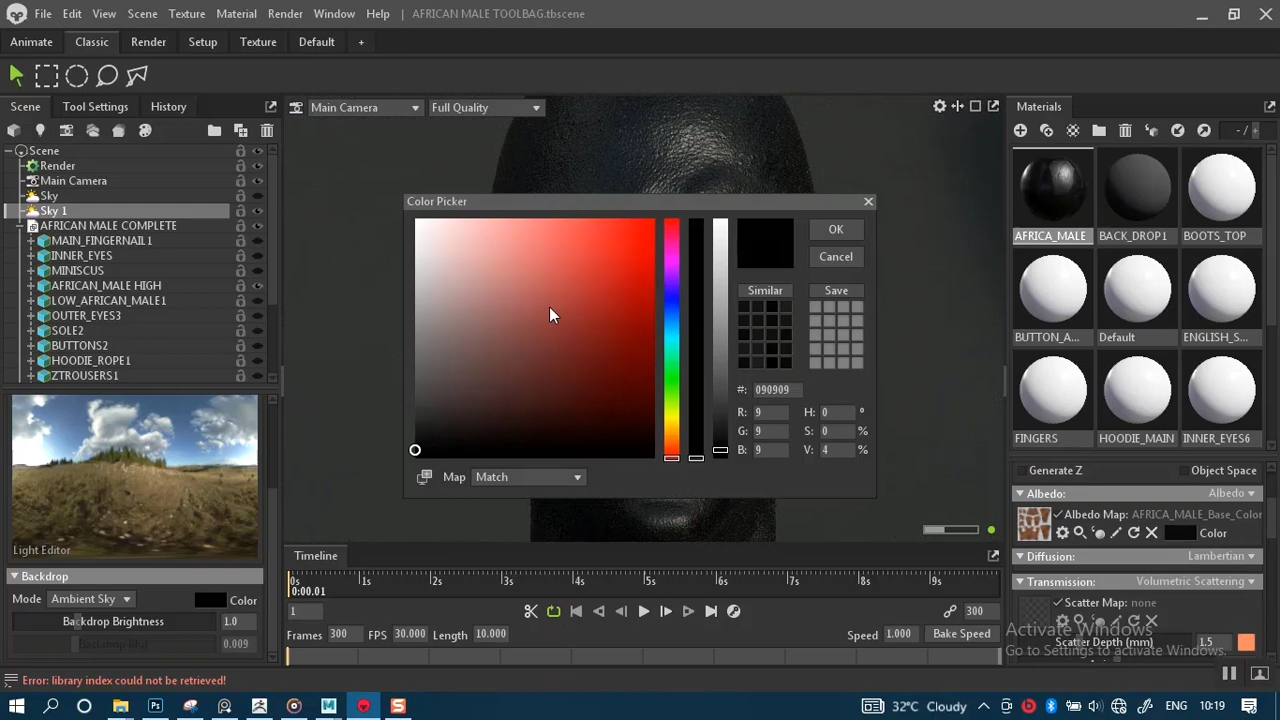 File Edit View Scene Texture Material Render Window Help AFRICAN MALE TOOLBAG.tbscene
Animate Classic Render Setup Texture Default +
Scene Tool Settings History
Main Camera Full Quality
Materials
- / +
Scene
Render
Main Camera
Sky
Sky 1
AFRICAN MALE COMPLETE
MAIN_FINGERNAIL1
INNER_EYES
MINISCUS
AFRICAN_MALE HIGH
LOW_AFRICAN_MALE1
OUTER_EYES3
SOLE2
BUTTONS2
HOODIE_ROPE1
ZTROUSERS1
Light Editor
Backdrop
Mode Ambient Sky Color
Backdrop Brightness 1.0
Backdrop Blur 0.009
Color Picker
OK
Cancel
Similar Save
#: 090909
R: 9 H: 0 °
G: 9 S: 0 %
B: 9 V: 4 %
Map Match
AFRICA_MALE BACK_DROP1 BOOTS_TOP
BUTTON_A... Default ENGLISH_S...
FINGERS HOODIE_MAIN INNER_EYES6
Generate Z Object Space
Albedo: Albedo
Albedo Map: AFRICA_MALE_Base_Color
Color
Diffusion: Lambertian
Transmission: Volumetric Scattering
Scatter Map: none
Scatter Depth (mm) 1.5
Timeline
0s 1s 2s 3s 4s 5s 6s 7s 8s 9s
0:00.01
1 300
Frames 300 FPS 30.000 Length 10.000 Speed 1.000 Bake Speed
Activate Windows
Go to Settings to activate Windows.
Error: library index could not be retrieved!
32°C Cloudy ENG 10:19